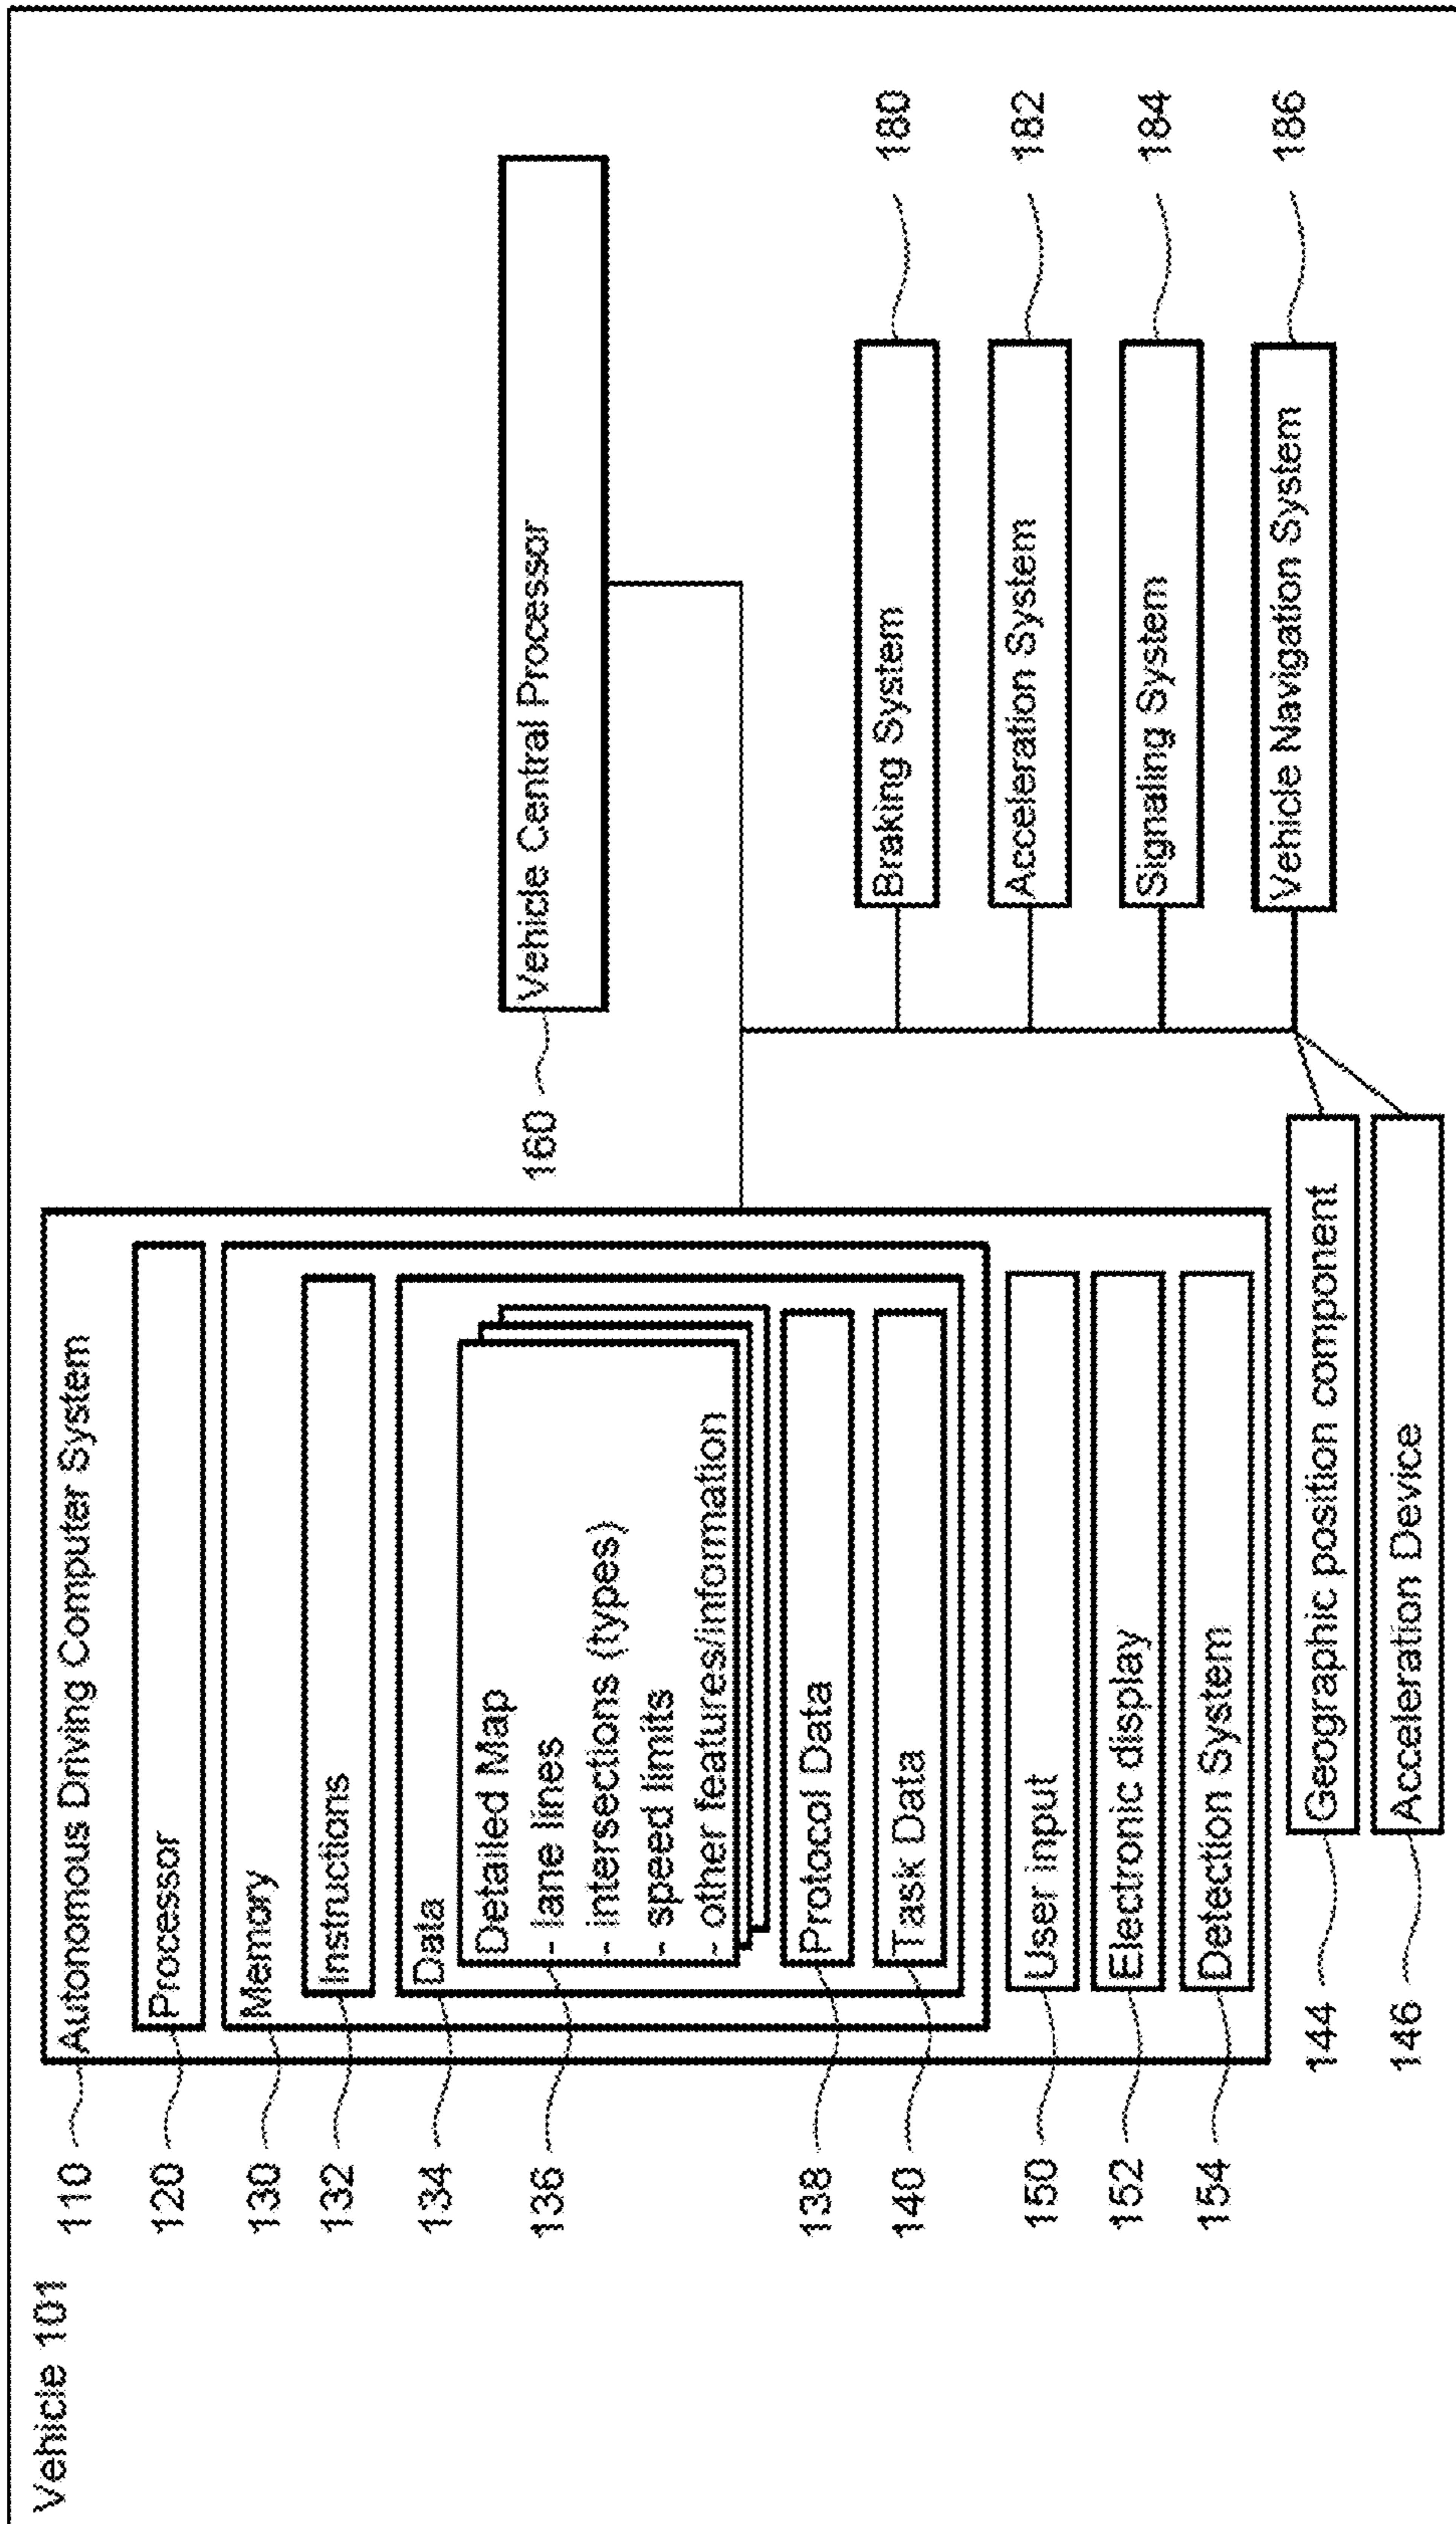 Vehicle 101
110
Autonomous Driving Computer System
120
Processor
130
Memory
132
Instructions
134
Data
136
Detailed Map
- lane lines
- intersections (types)
- speed limits
- other features/information
138
Protocol Data
140
Task Data
150
User input
152
Electronic display
154
Detection System
144
Geographic position component
146
Acceleration Device
160
Vehicle Central Processor
Braking System
180
Acceleration System
182
Signaling System
184
Vehicle Navigation System
186